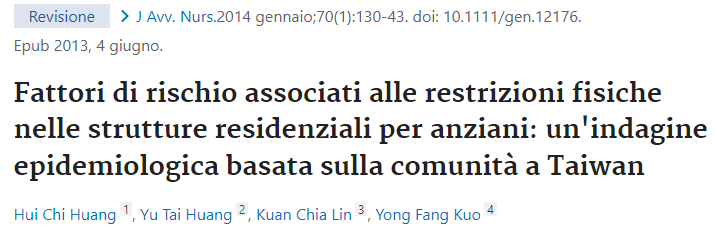 Revisione J Avv. Nurs.2014 gennaio;70(1):130-43. doi: 10.1111/gen.12176.
Epub 2013, 4 giugno.
Fattori di rischio associati alle restrizioni fisiche
nelle strutture residenziali per anziani: un'indagine
epidemiologica basata sulla comunità a Taiwan
Hui Chi Huang 1, Yu Tai Huang 2, Kuan Chia Lin 3, Yong Fang Kuo 4